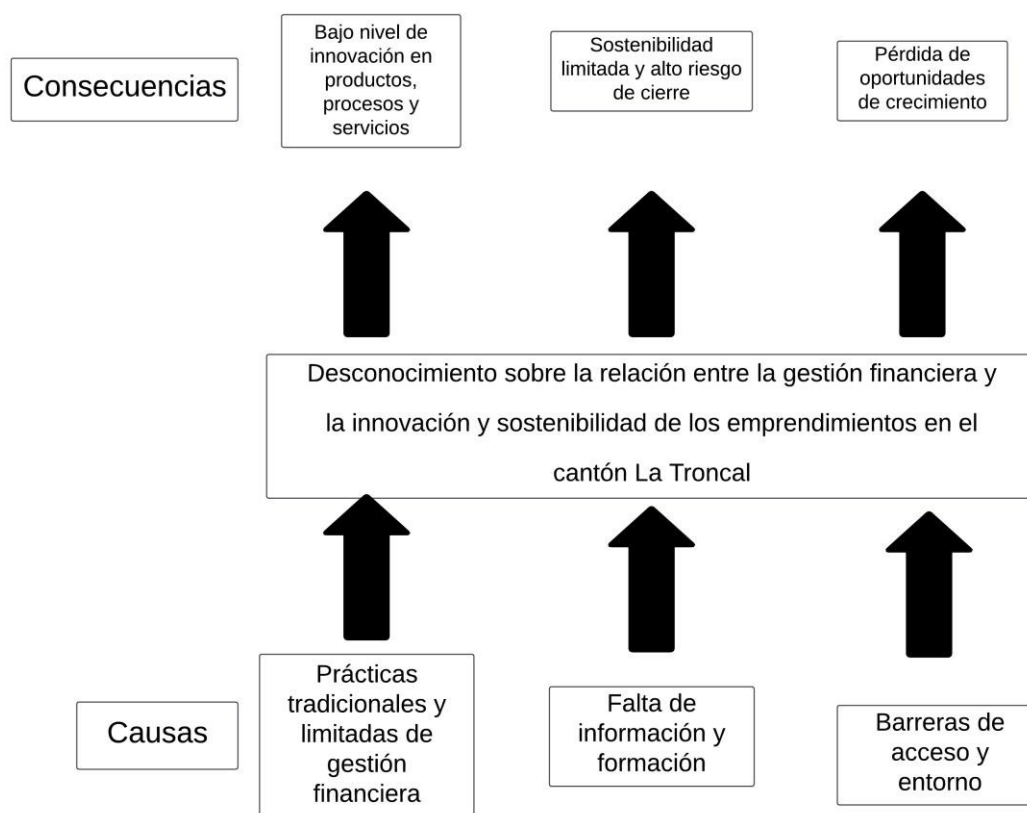 Consecuencias
Bajo nivel de
innovación en
productos,
procesos y
servicios
Sostenibilidad
limitada y alto riesgo
de cierre
Pérdida de
oportunidades
de crecimiento
Desconocimiento sobre la relación entre la gestión financiera y
la innovación y sostenibilidad de los emprendimientos en el
cantón La Troncal
Causas
Prácticas
tradicionales y
limitadas de
gestión
financiera
Falta de
información y
formación
Barreras de
acceso y
entorno